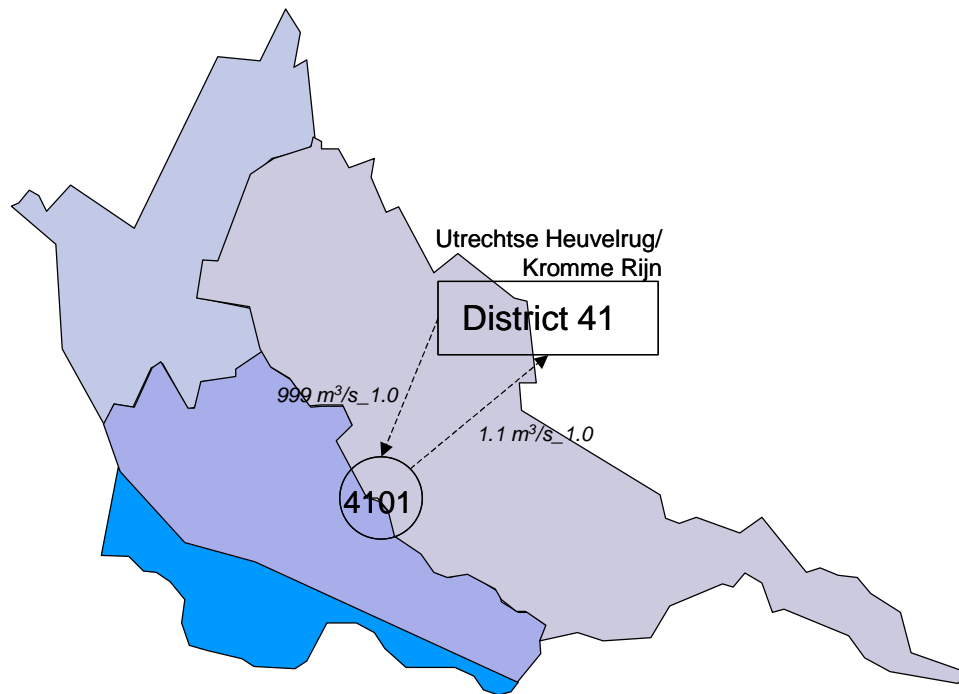 Utrechtse Heuvelrug/
Kromme Rijn
District 41
999 m³/s_1.0
1.1 m³/s_1.0
4101